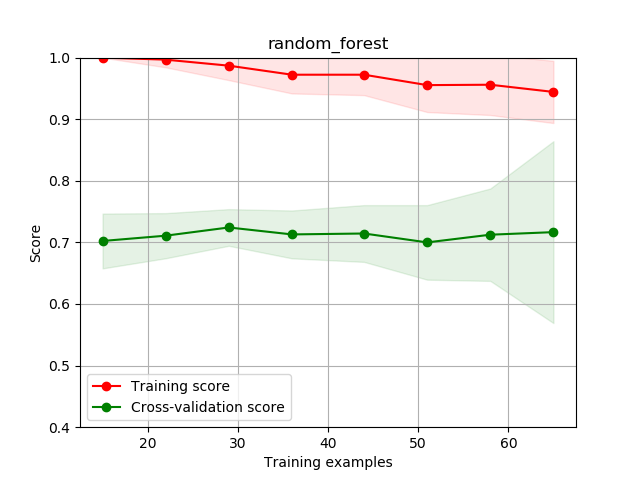 random_forest
1.0
0.9
0.8
0.7
0.6
0.5
0.4
Score
Training score
Cross-validation score
20 30 40 50 60
Training examples